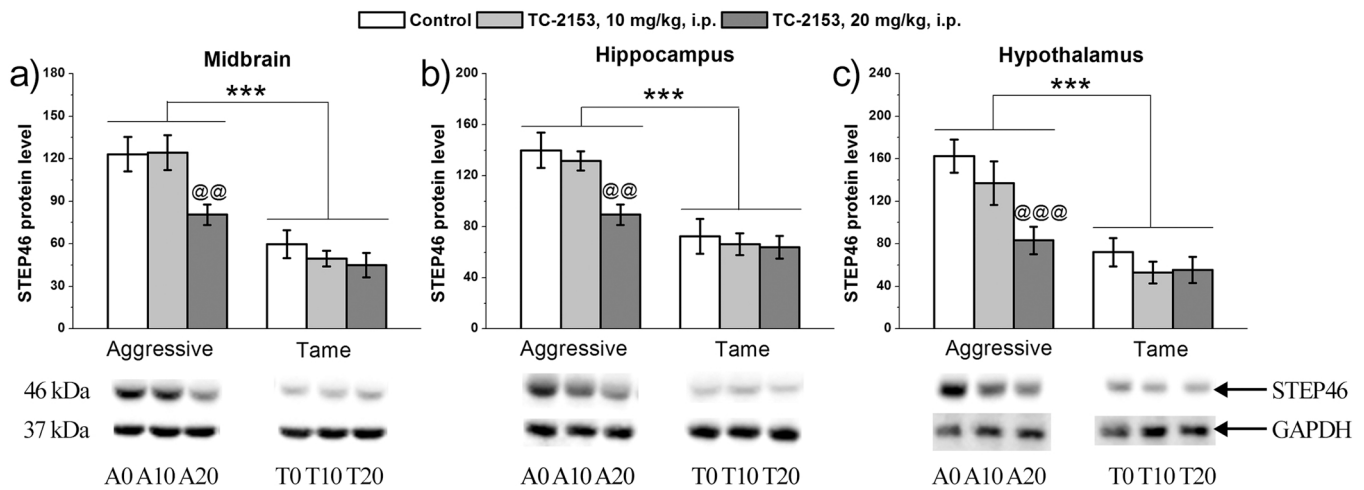 Control TC-2153, 10 mg/kg, i.p. TC-2153, 20 mg/kg, i.p.
a) Midbrain
STEP46 protein level
180
150
120
90
60
30
0
***
@@
Aggressive Tame
b) Hippocampus
STEP46 protein level
200
160
120
80
40
0
***
@@
Aggressive Tame
c) Hypothalamus
STEP46 protein level
240
200
160
120
80
40
0
***
@@@
Aggressive Tame
46 kDa
37 kDa
STEP46
GAPDH
A0 A10 A20 T0 T10 T20
A0 A10 A20 T0 T10 T20
A0 A10 A20 T0 T10 T20